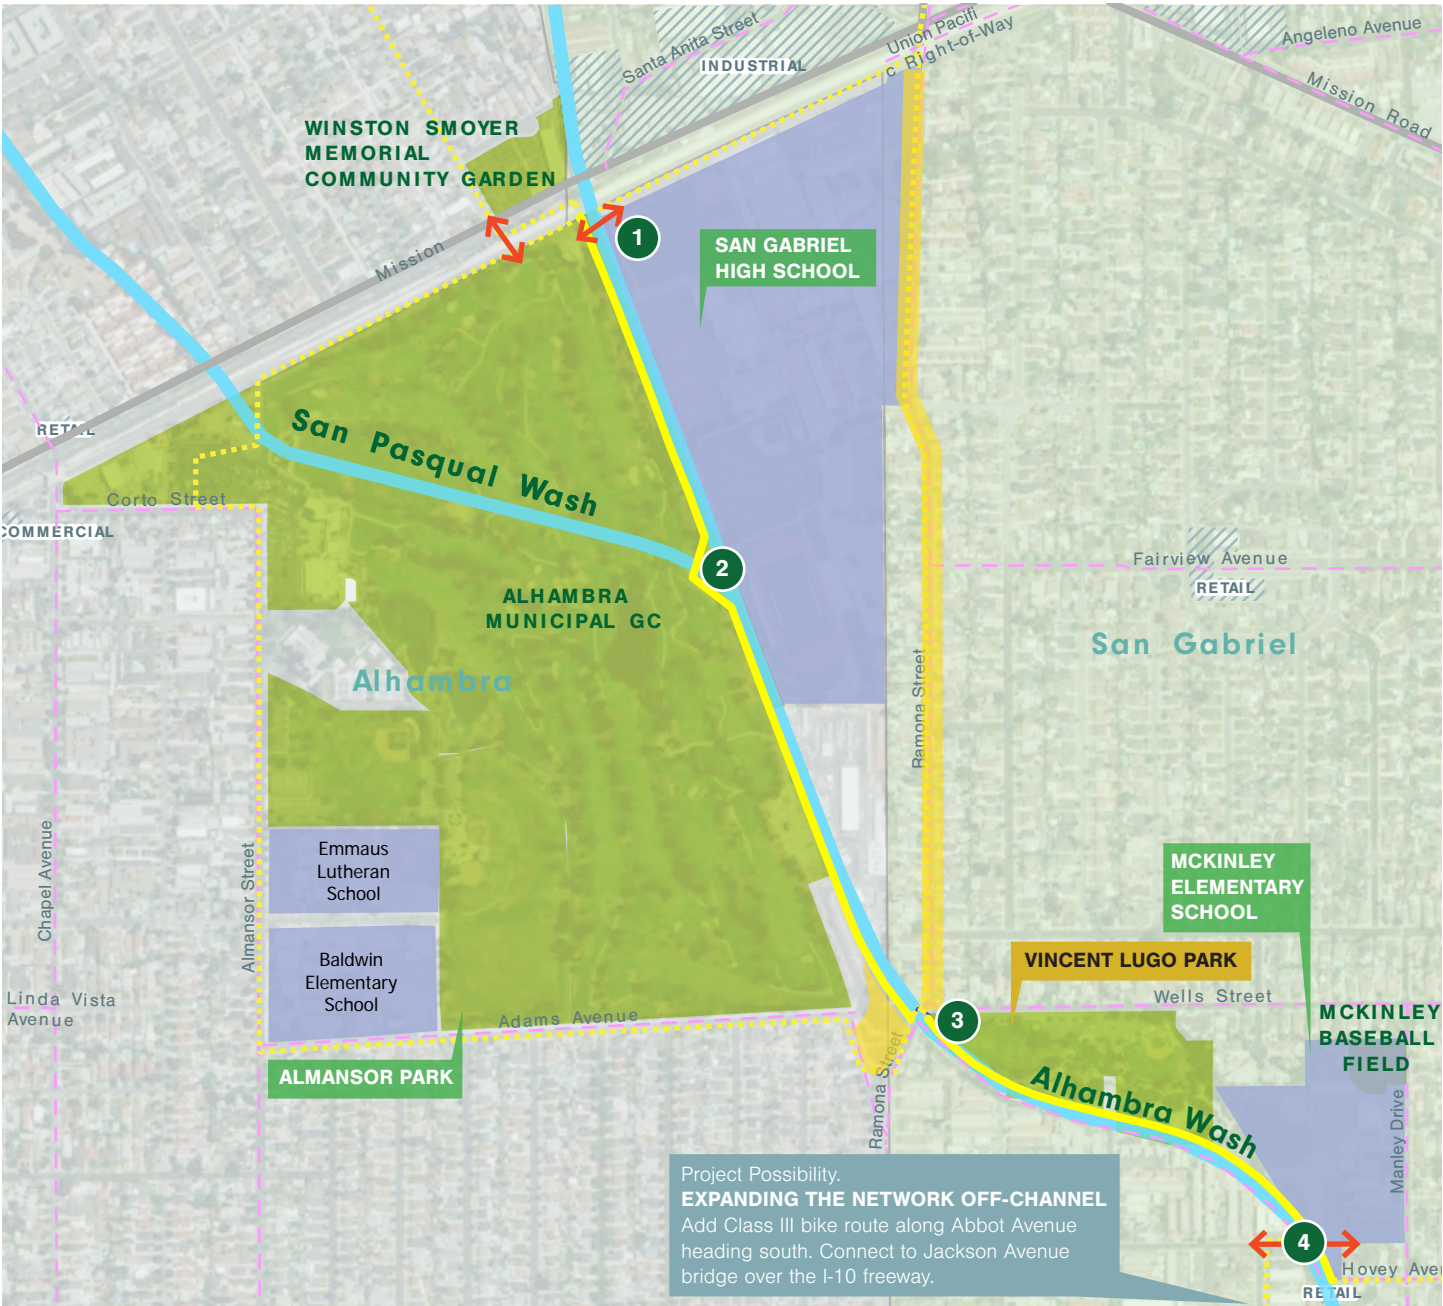 Santa Anita Street
INDUSTRIAL
Union Pacifi
c Right-of-Way
Angeleno Avenue
Mission Road
WINSTON SMOYER
MEMORIAL
COMMUNITY GARDEN
Mission
1
SAN GABRIEL
HIGH SCHOOL
RETAIL
San Pasqual Wash
Corto Street
COMMERCIAL
2
Fairview Avenue
RETAIL
ALHAMBRA
MUNICIPAL GC
San Gabriel
Alhambra
Ramona Street
Chapel Avenue
Almansor Street
Emmaus
Lutheran
School
MCKINLEY
ELEMENTARY
SCHOOL
Baldwin
Elementary
School
VINCENT LUGO PARK
Linda Vista
Avenue
Wells Street
Adams Avenue
3
MCKINLEY
BASEBALL
FIELD
ALMANSOR PARK
Ramona Street
Alhambra Wash
Manley Drive
Project Possibility.
EXPANDING THE NETWORK OFF-CHANNEL
Add Class III bike route along Abbot Avenue
heading south. Connect to Jackson Avenue
bridge over the I-10 freeway.
4
Hovey Aven
RETAIL